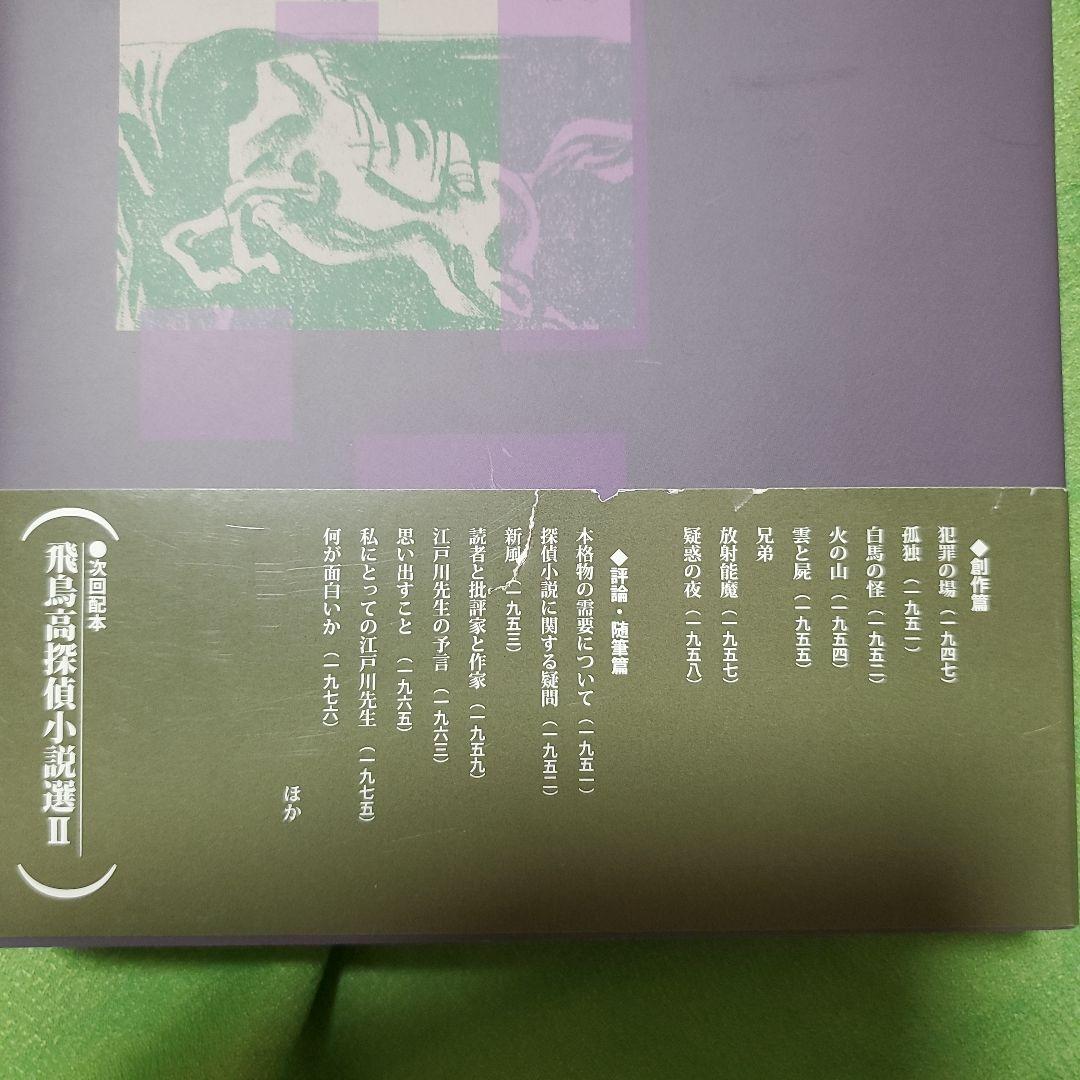 ◆創作篇
犯罪の場（一九四七）
孤独（一九五一）
白馬の怪（一九五二）
火の山（一九五四）
雲と屍（一九五五）
兄弟
放射能魔（一九五七）
疑惑の夜（一九五八）
◆評論・随筆篇
本格物の需要について（一九五一）
探偵小説に関する疑問（一九五二）
新風（一九五三）
読者と批評家と作家（一九五九）
江戸川先生の予言（一九六三）
思い出すこと（一九六五）
私にとっての江戸川先生（一九七五）
何が面白いか（一九七六）
ほか
●次回配本
（飛鳥高探偵小説選Ⅱ）